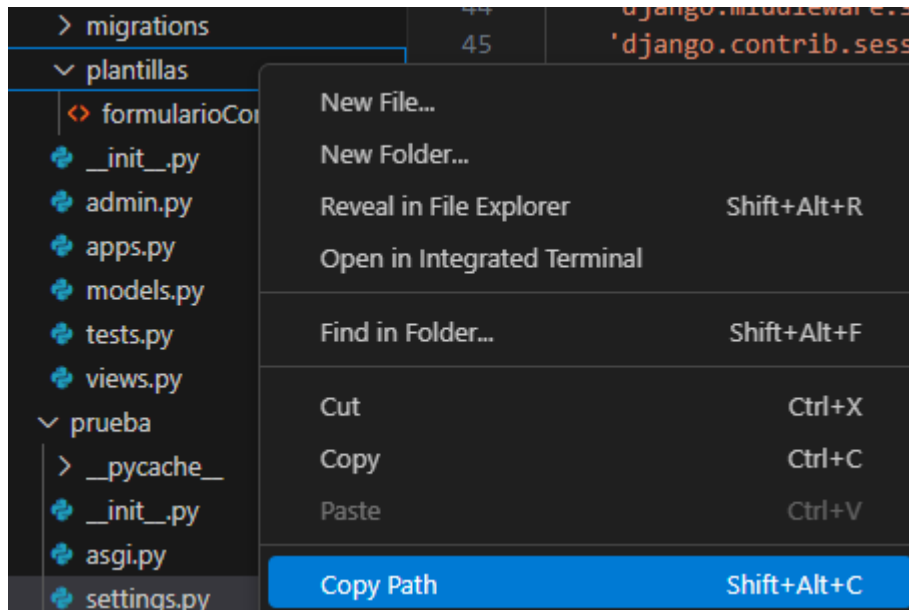 migrations
plantillas
__init__.py
admin.py
apps.py
models.py
tests.py
views.py
prueba
__pycache__
__init__.py
asgi.py
settings.py
45 'django.contrib.sess
New File...
New Folder...
Reveal in File Explorer Shift+Alt+R
Open in Integrated Terminal
Find in Folder... Shift+Alt+F
Cut Ctrl+X
Copy Ctrl+C
Paste Ctrl+V
Copy Path Shift+Alt+C